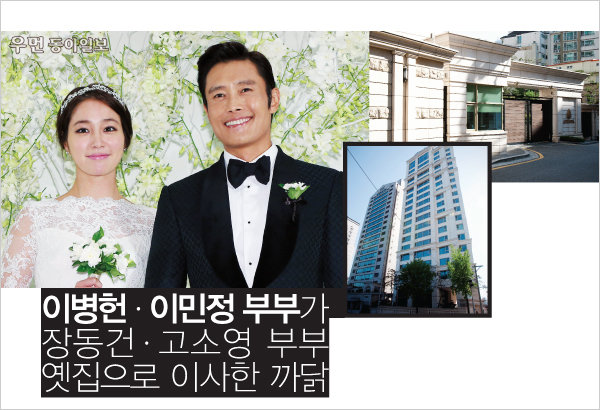 우먼 동아일보
이병헌 · 이민정 부부가
장동건 · 고소영 부부
옛집으로 이사한 까닭